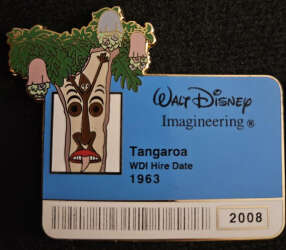 Walt Disney
Imagineering ®
Tangaroa
WDI Hire Date
1963
2008